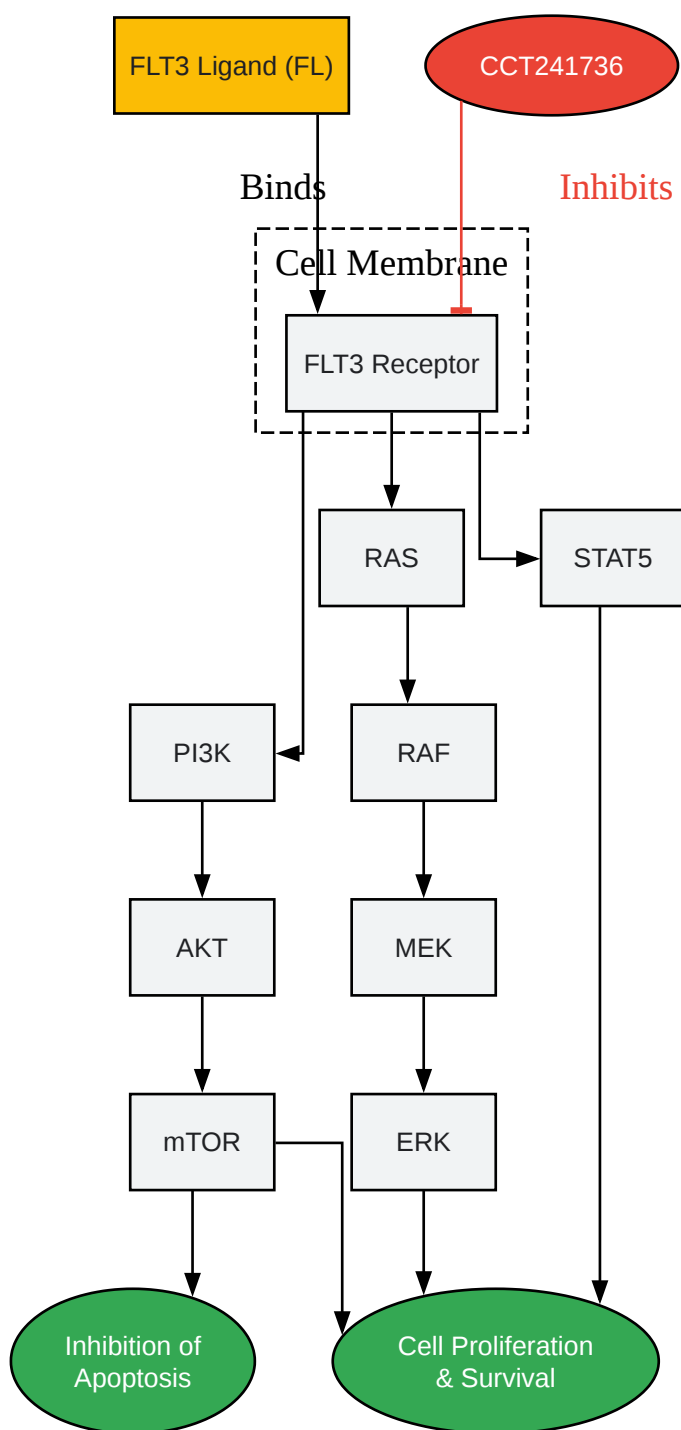 FLT3 Ligand (FL)
CCT241736
Binds
Inhibits
Cell Membrane
FLT3 Receptor
RAS
STAT5
PI3K
RAF
AKT
MEK
mTOR
ERK
Inhibition of
Apoptosis
Cell Proliferation
& Survival